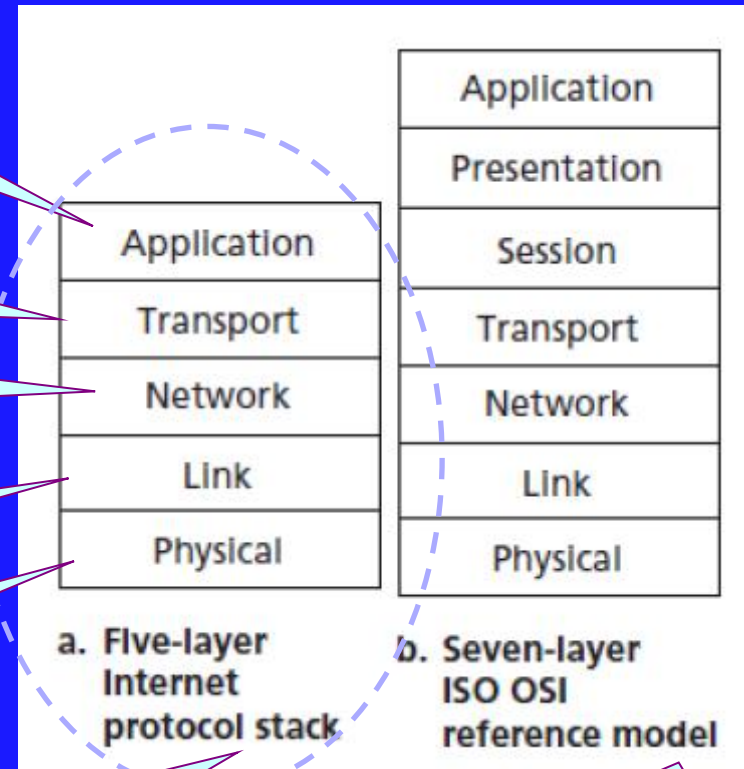 Application
Transport
Network
Link
Physical
a. Five-layer
Internet
protocol stack
Application
Presentation
Session
Transport
Network
Link
Physical
b. Seven-layer
ISO OSI
reference model